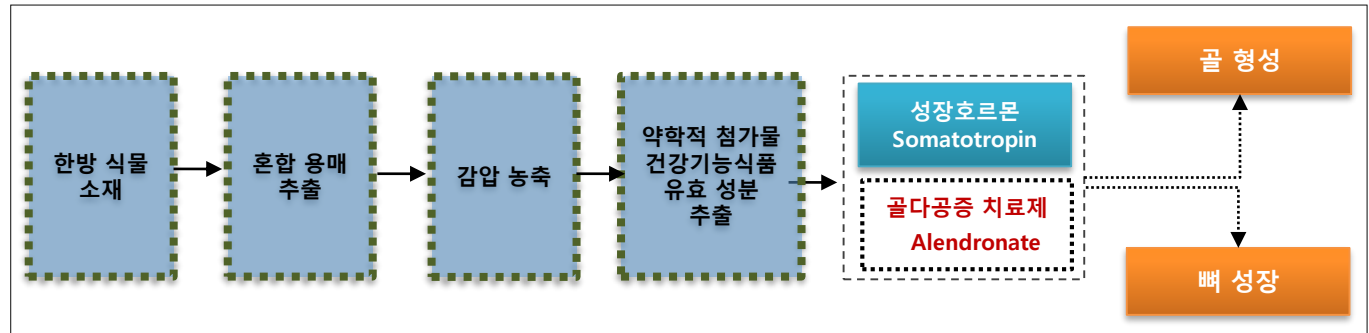 한방 식물
소재
혼합 용매
추출
감압 농축
약학적 첨가물
건강기능식품
유효 성분
추출
성장호르몬
Somatotropin
골다공증 치료제
Alendronate
골 형성
뼈 성장